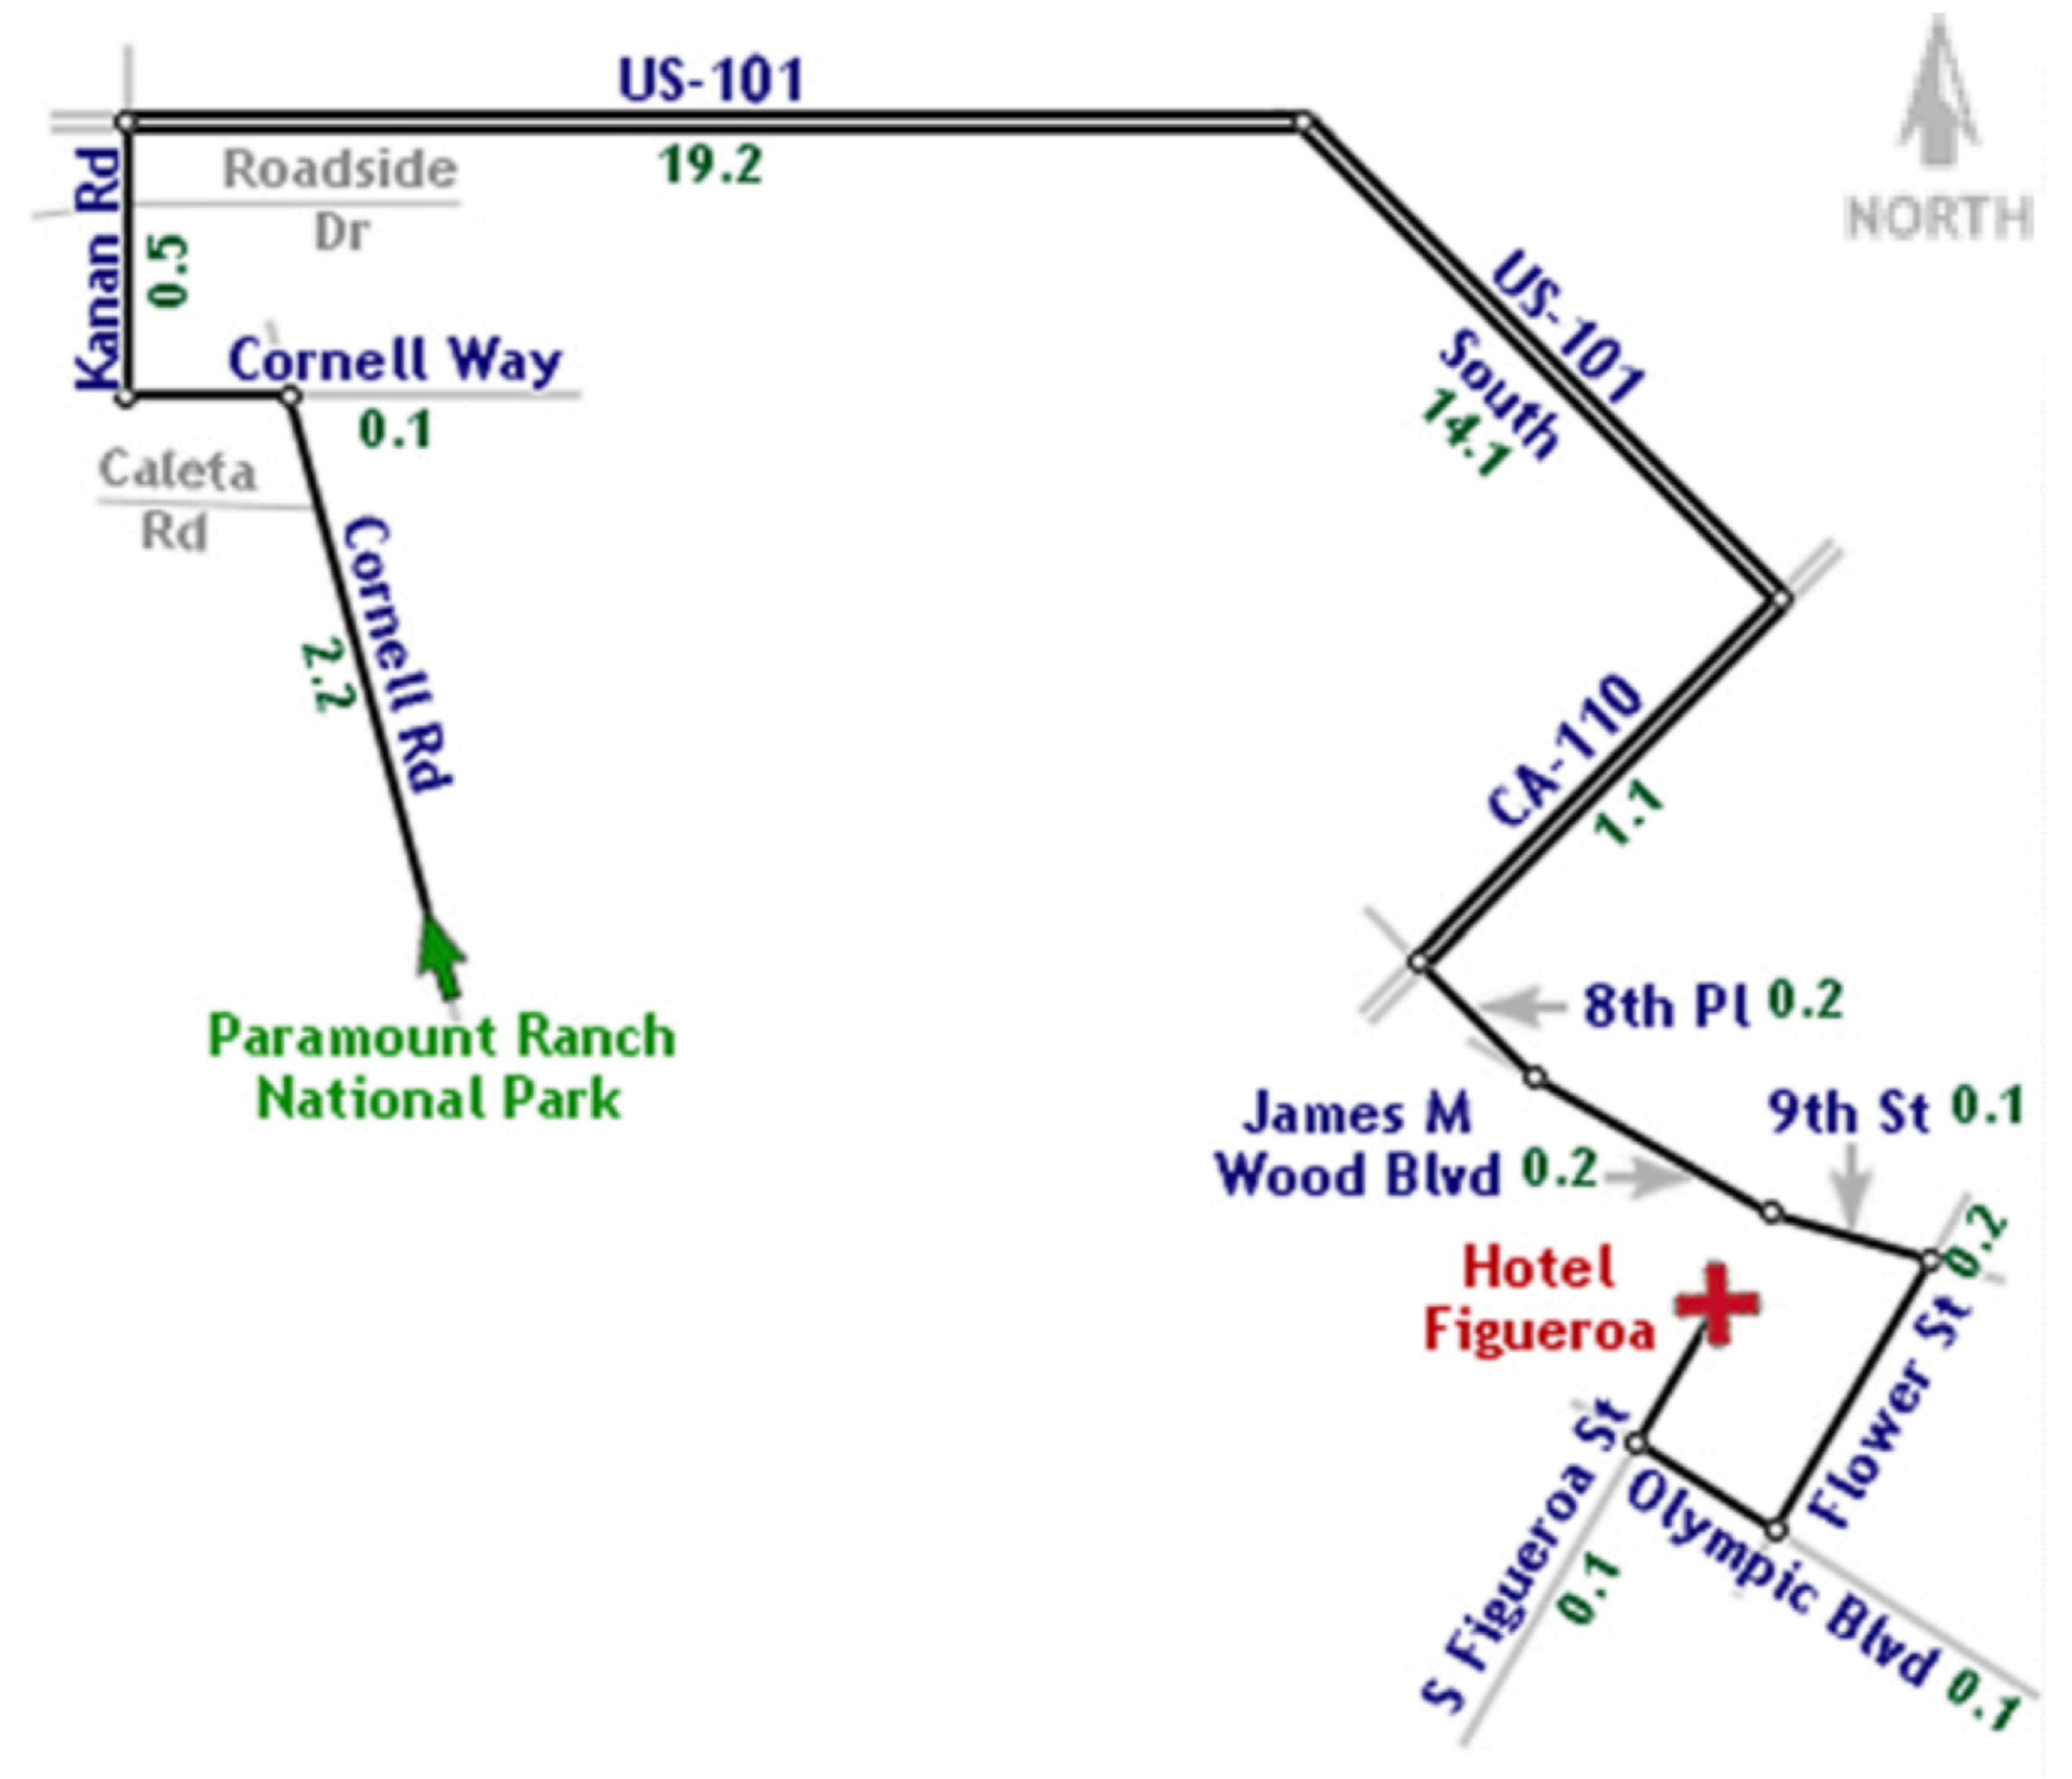 US-101
19.2
NORTH
Roadside
Dr
Kanan Rd
0.5
US-101
South
14.1
Cornell Way
0.1
Caleta
Rd
Cornell Rd
2.2
CA-110
1.1
Paramount Ranch
National Park
8th Pl 0.2
James M
Wood Blvd 0.2
9th St 0.1
0.2
Flower St
Hotel
Figueroa
S Figueroa St
0.1
Olympic Blvd 0.1